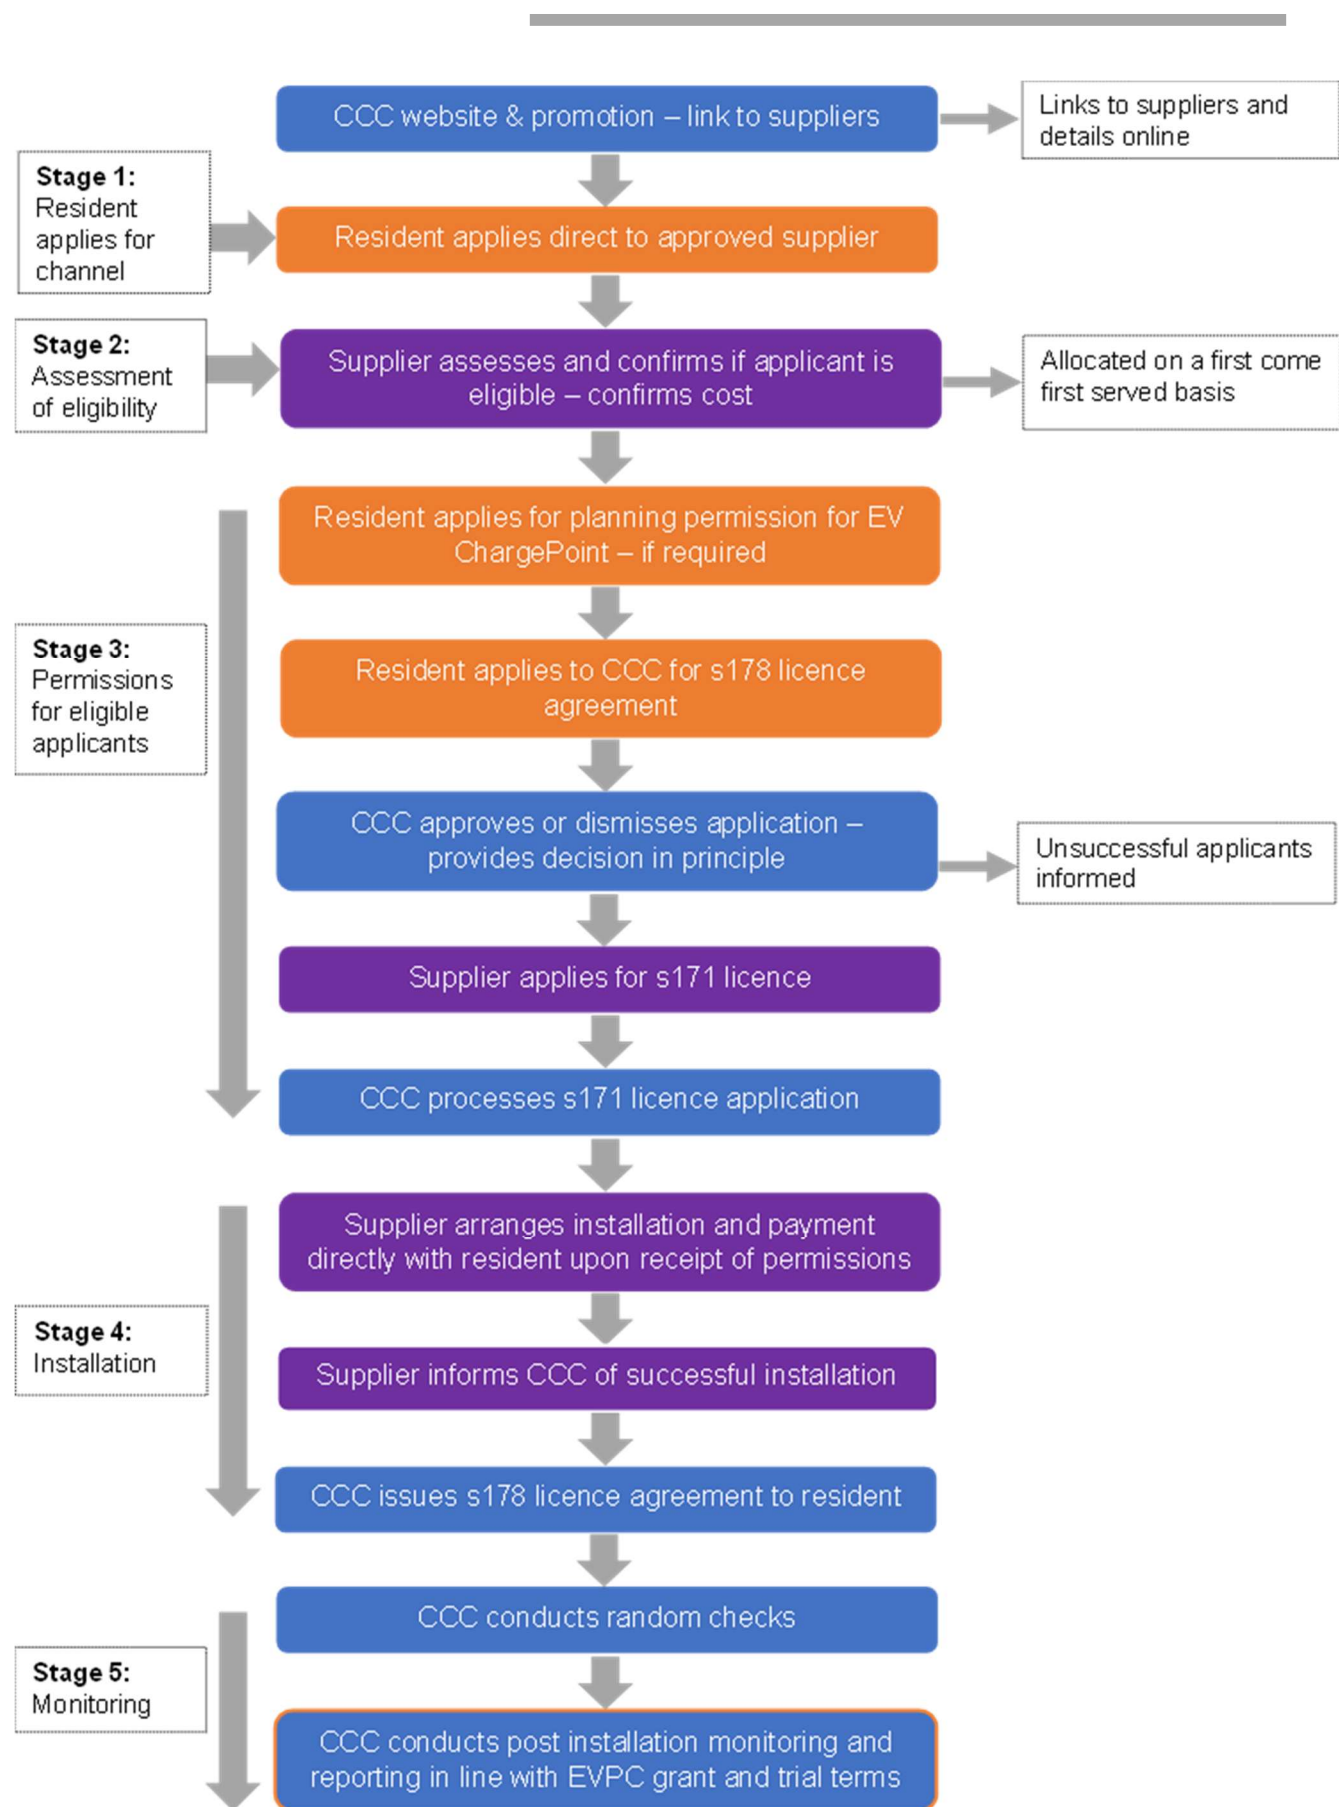 CCC website & promotion – link to suppliers
Links to suppliers and
details online
Stage 1:
Resident
applies for
channel
Resident applies direct to approved supplier
Stage 2:
Assessment
of eligibility
Supplier assesses and confirms if applicant is
eligible – confirms cost
Allocated on a first come
first served basis
Resident applies for planning permission for EV
ChargePoint – if required
Stage 3:
Permissions
for eligible
applicants
Resident applies to CCC for s178 licence
agreement
CCC approves or dismisses application –
provides decision in principle
Unsuccessful applicants
informed
Supplier applies for s171 licence
CCC processes s171 licence application
Supplier arranges installation and payment
directly with resident upon receipt of permissions
Stage 4:
Installation
Supplier informs CCC of successful installation
CCC issues s178 licence agreement to resident
CCC conducts random checks
Stage 5:
Monitoring
CCC conducts post installation monitoring and
reporting in line with EVPC grant and trial terms